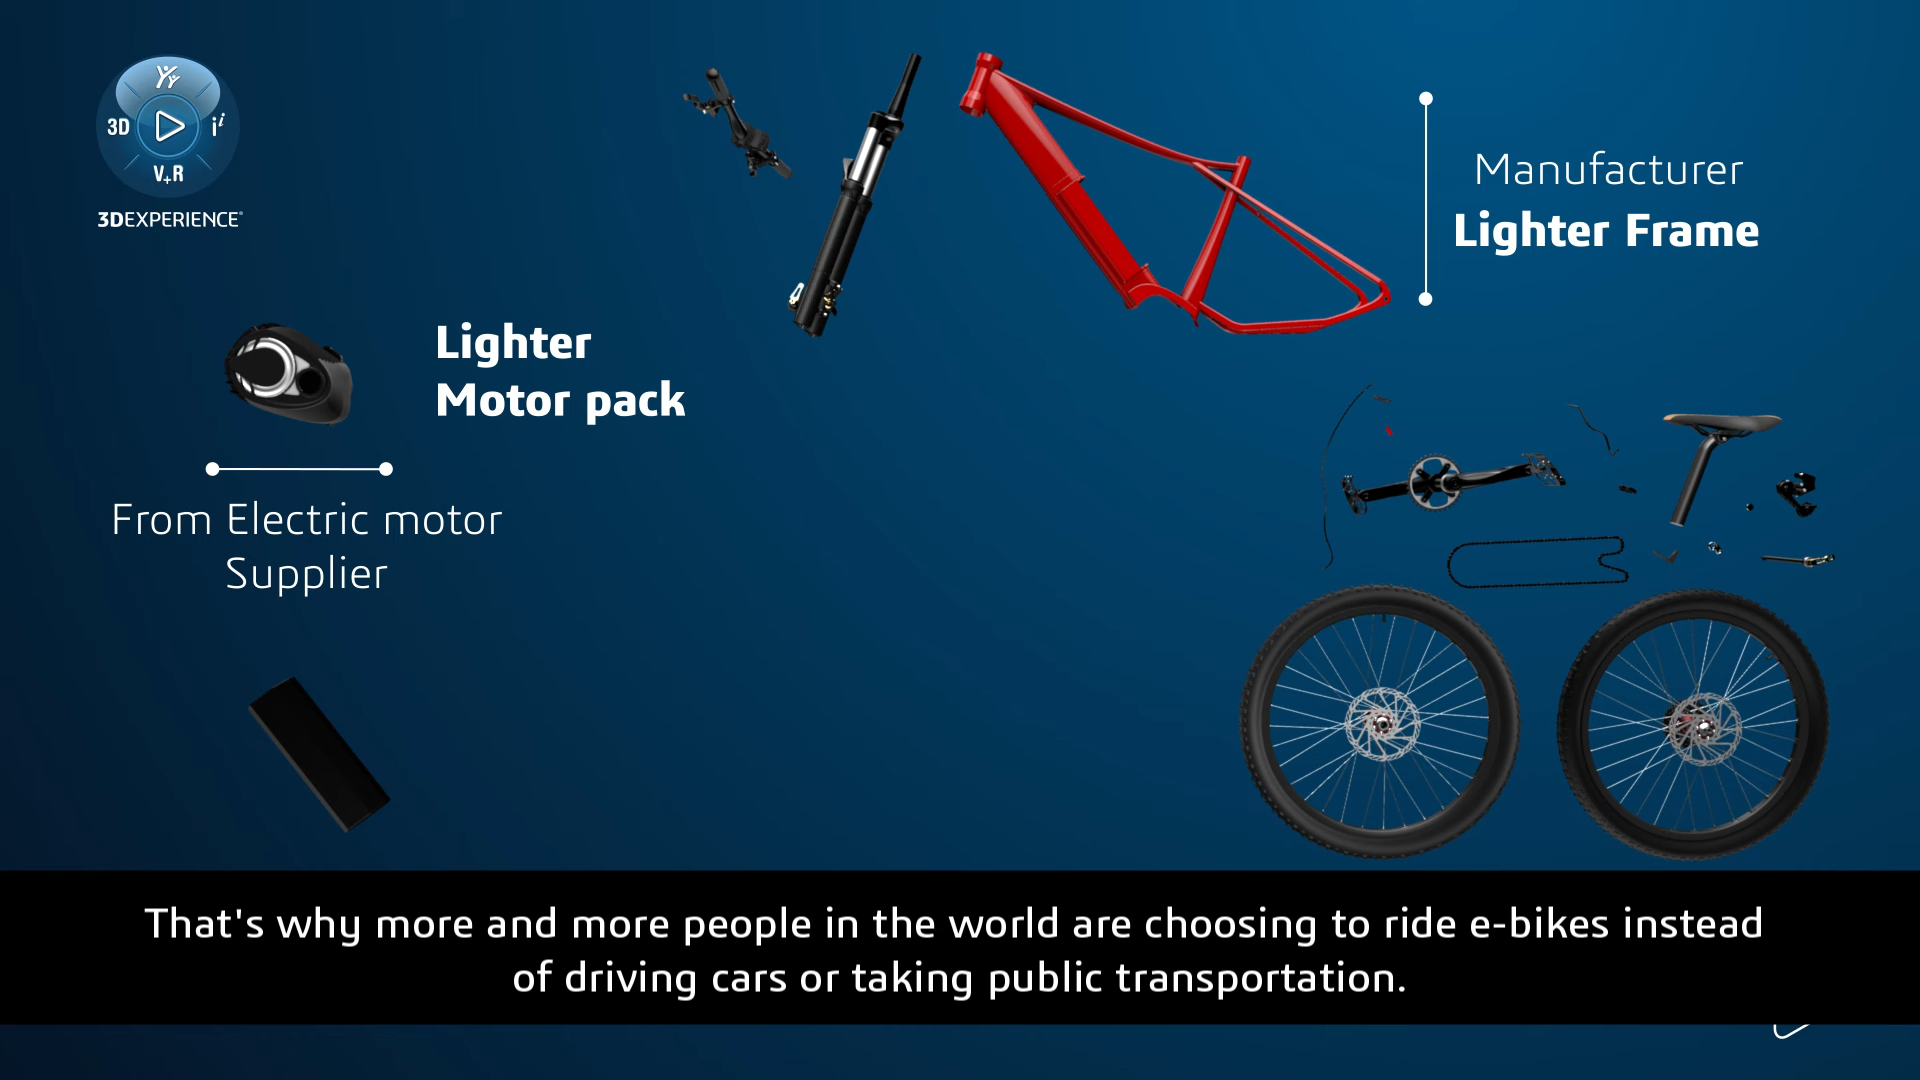 3D
i i
V+R
3DEXPERIENCE®
Manufacturer
Lighter Frame
Lighter
Motor pack
From Electric motor
Supplier
That's why more and more people in the world are choosing to ride e-bikes instead
of driving cars or taking public transportation.